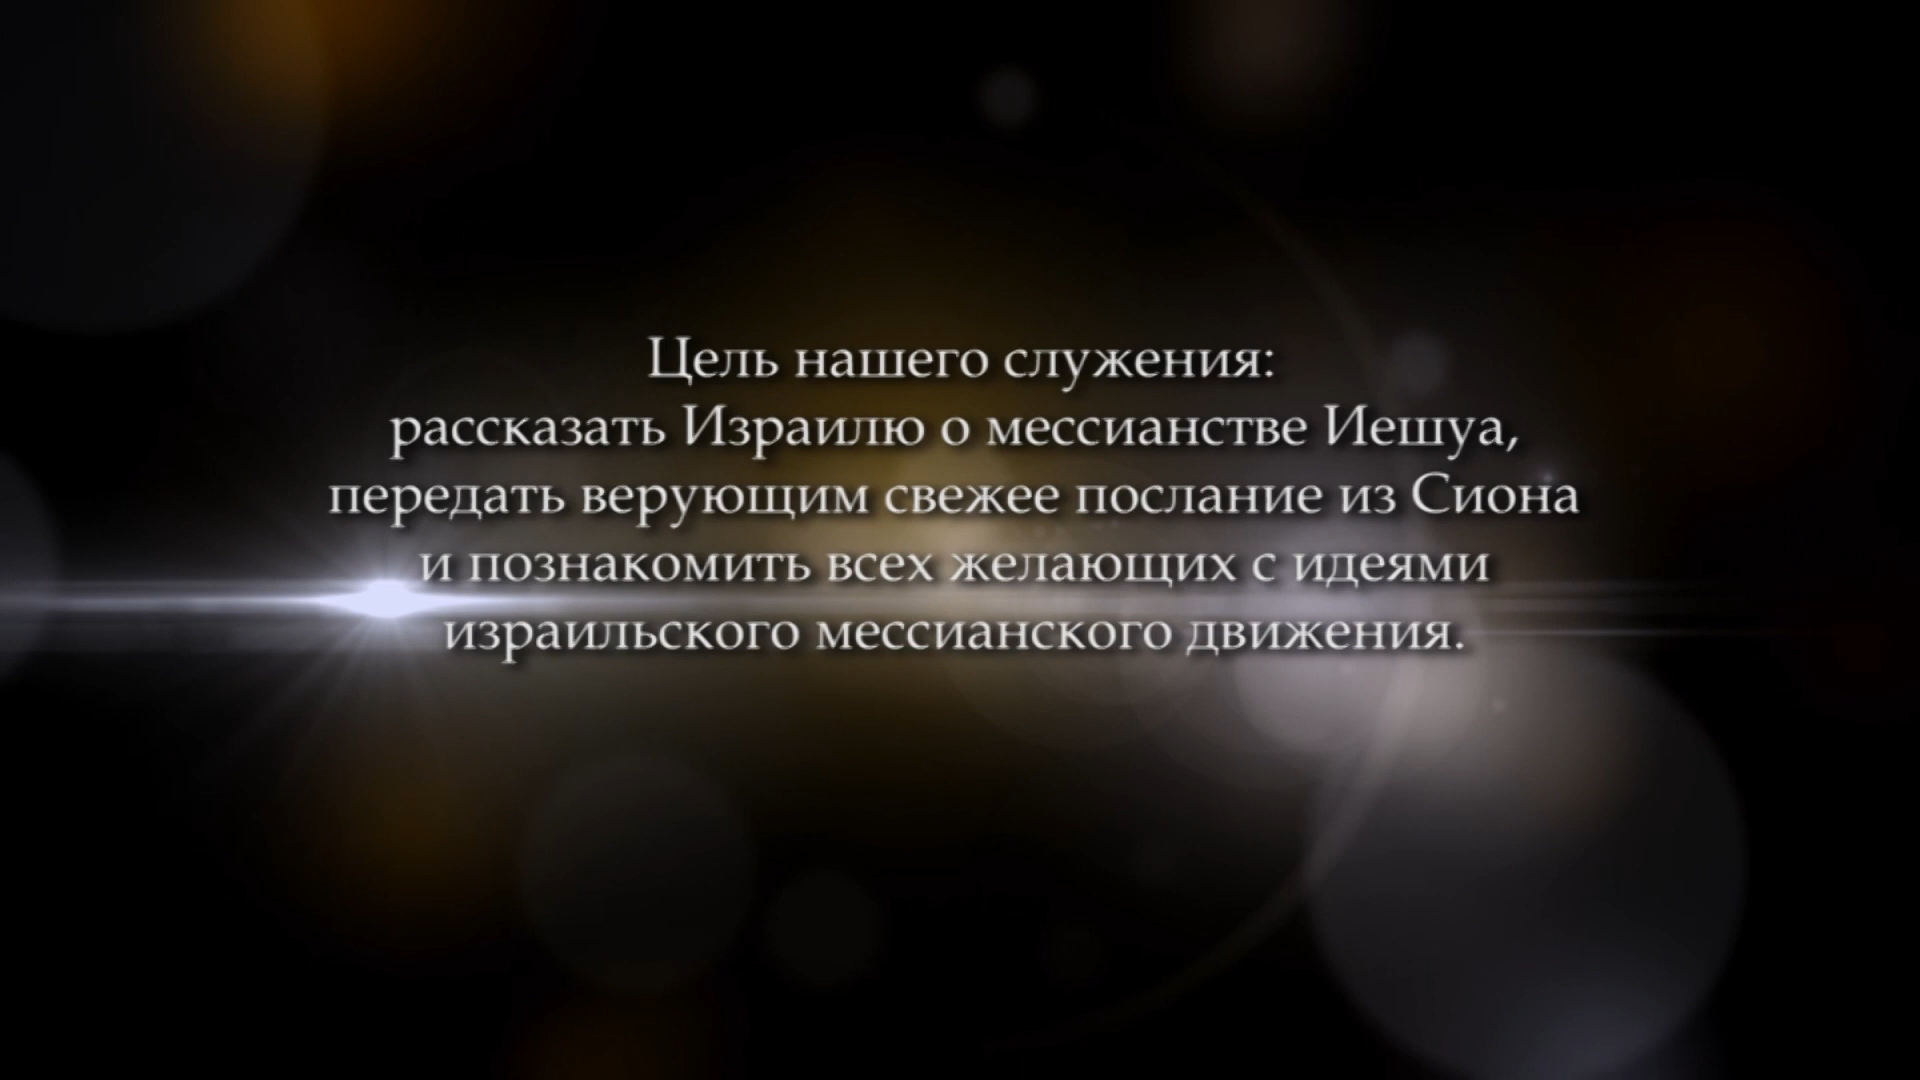 Цель нашего служения:
рассказать Израилю о мессианстве Иешуа,
передать верующим свежее послание из Сиона
и познакомить всех желающих с идеями
израильского мессианского движения.